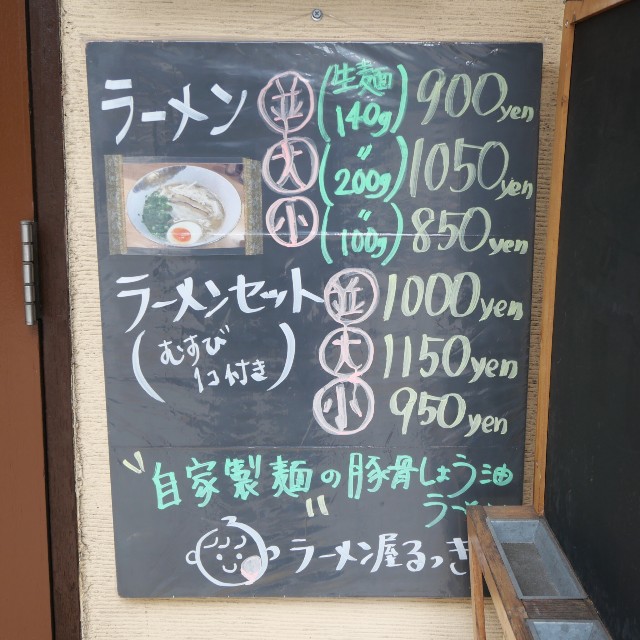 ラーメン 並 (生麺 140g) 900yen
大 (〃 200g) 1050yen
小 (〃 100g) 850yen
ラーメンセット 並 1000yen
(むすび 1コ付き) 大 1150yen
小 950yen
自家製麺の豚骨しょう油
ラー
ラーメン屋るっき